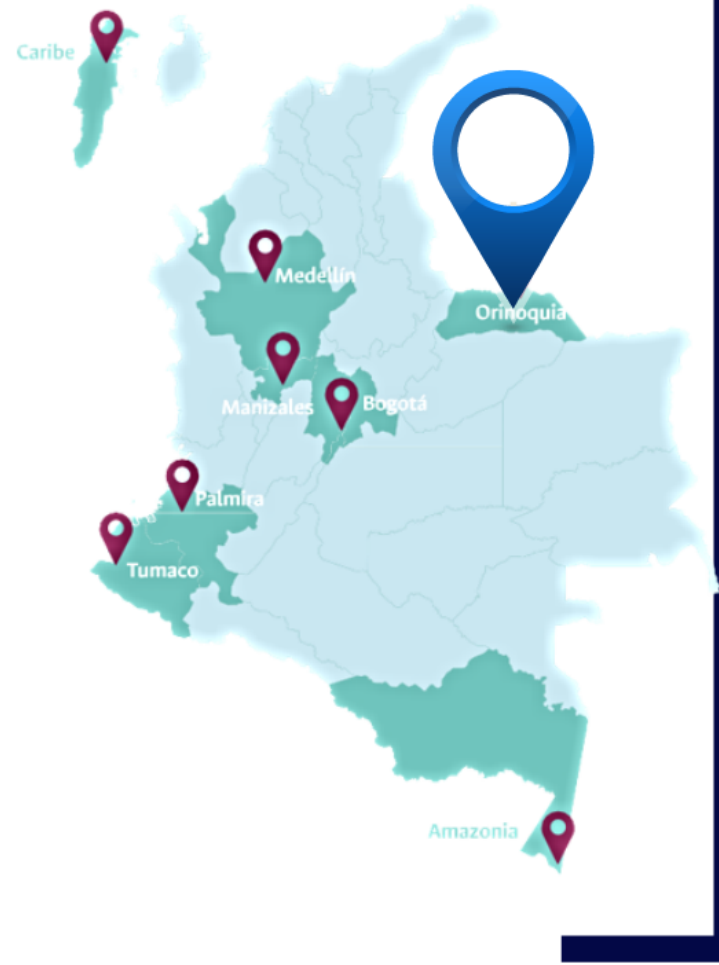 Caribe
Medellín
Orinoquia
Manizales
Bogotá
Palmira
Tumaco
Amazonia